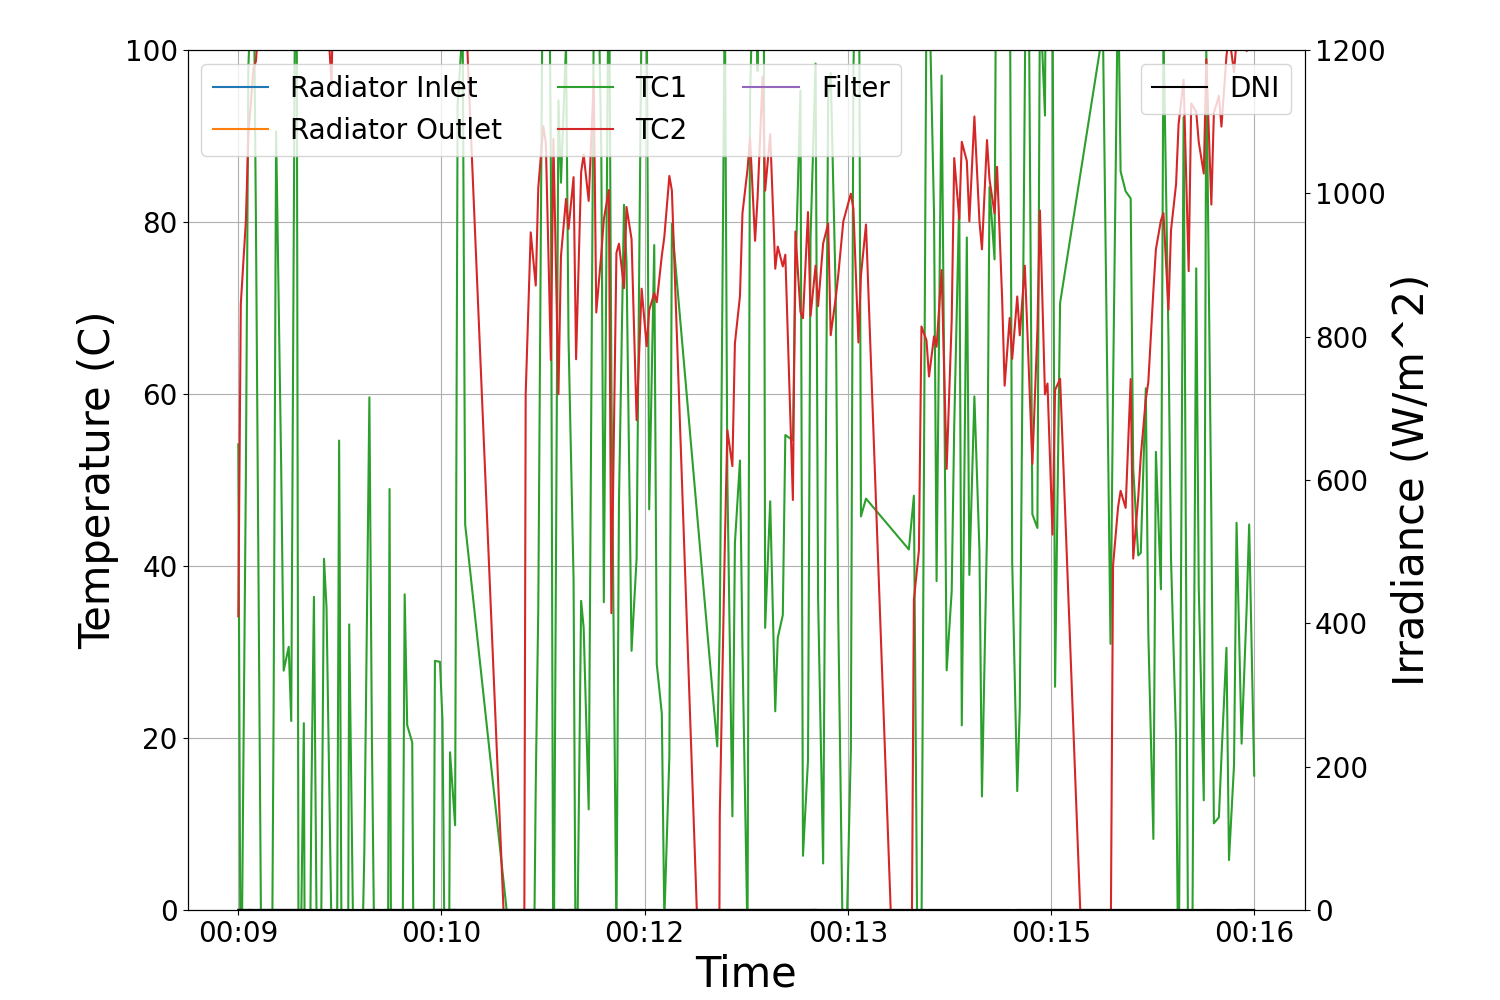 100
80
60
40
20
0
Temperature (C)
Radiator Inlet
Radiator Outlet
TC1
TC2
Filter
DNI
1200
1000
800
600
400
200
0
Irradiance (W/m^2)
00:09 00:10 00:12 00:13 00:15 00:16
Time